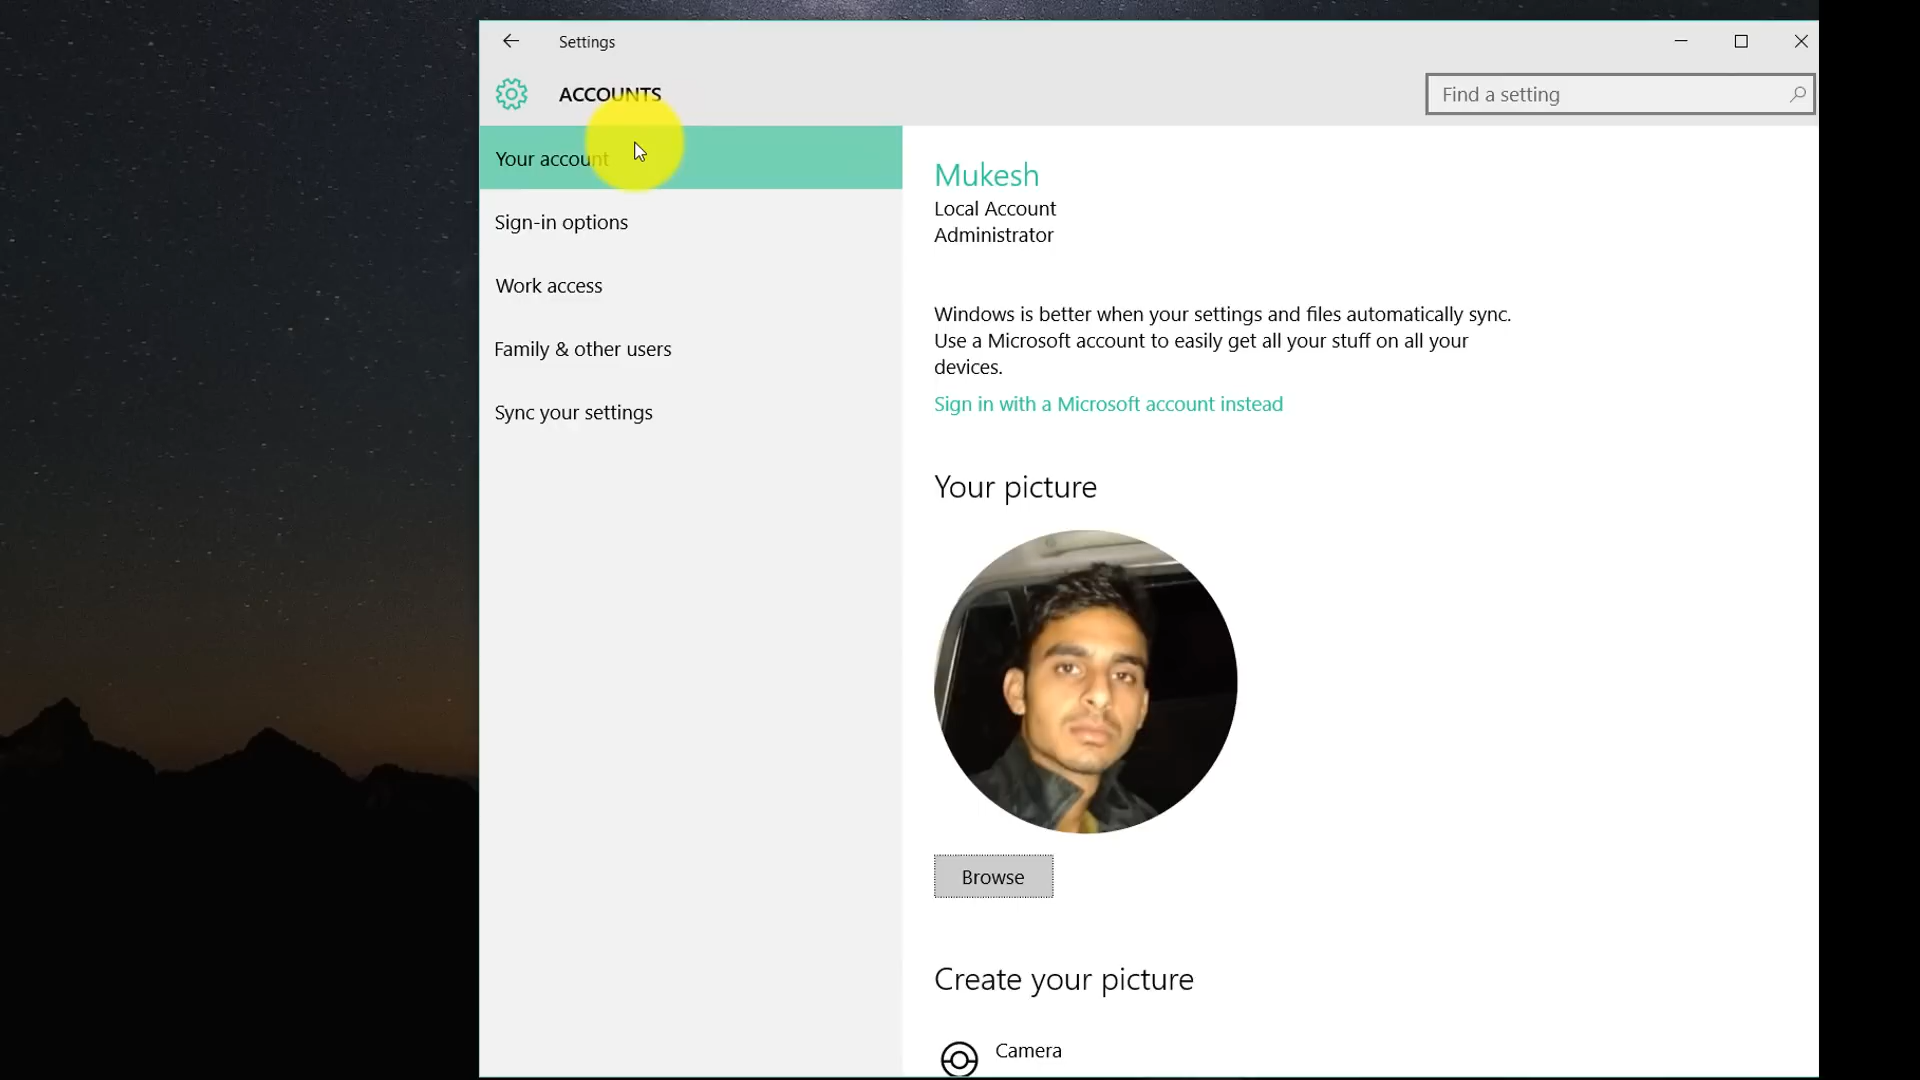 Settings
ACCOUNTS
Find a setting
Your account
Sign-in options
Work access
Family & other users
Sync your settings
Mukesh
Local Account
Administrator
Windows is better when your settings and files automatically sync.
Use a Microsoft account to easily get all your stuff on all your
devices.
Sign in with a Microsoft account instead
Your picture
Browse
Create your picture
Camera